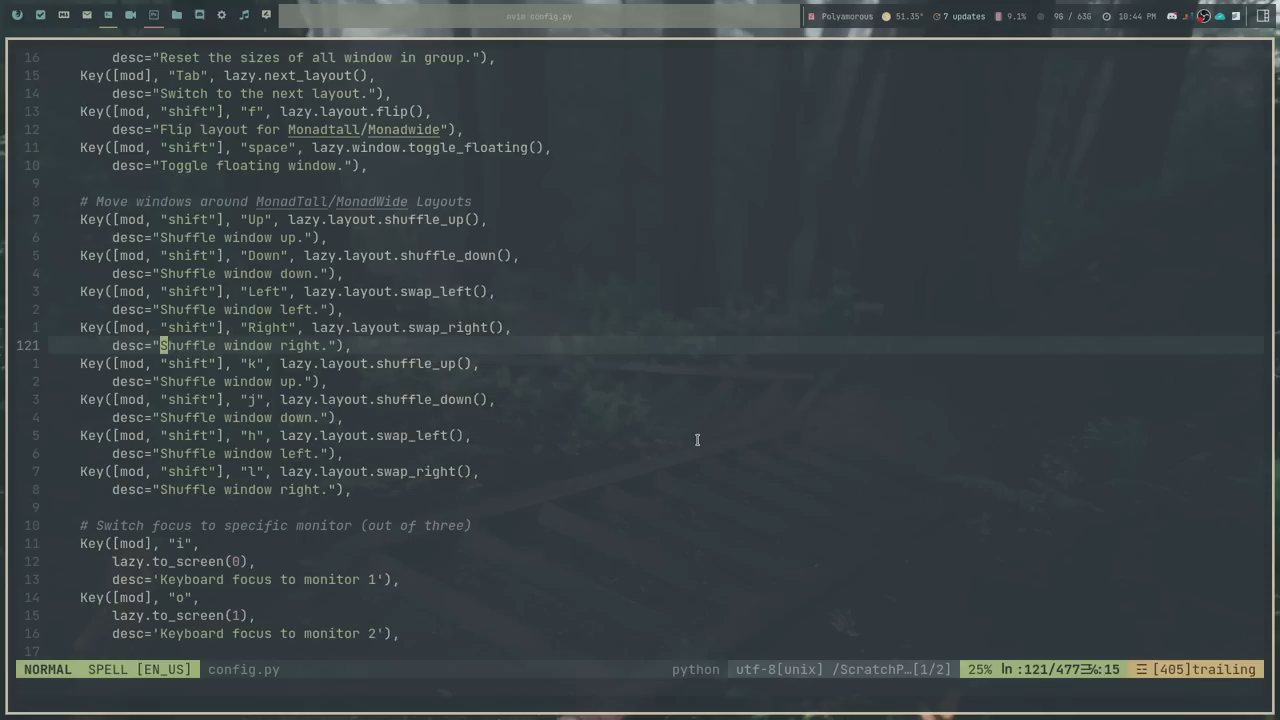 nvim config.py
Polyamorous 51.35° 7 updates 9.1% 9G / 63G 10:44 PM
16 desc="Reset the sizes of all window in group."),
15 Key([mod], "Tab", lazy.next_layout(),
14 desc="Switch to the next layout."),
13 Key([mod, "shift"], "f", lazy.layout.flip(),
12 desc="Flip layout for Monadtall/Monadwide"),
11 Key([mod, "shift"], "space", lazy.window.toggle_floating(),
10 desc="Toggle floating window."),
9
8 # Move windows around MonadTall/MonadWide Layouts
7 Key([mod, "shift"], "Up", lazy.layout.shuffle_up(),
6 desc="Shuffle window up."),
5 Key([mod, "shift"], "Down", lazy.layout.shuffle_down(),
4 desc="Shuffle window down."),
3 Key([mod, "shift"], "Left", lazy.layout.swap_left(),
2 desc="Shuffle window left."),
1 Key([mod, "shift"], "Right", lazy.layout.swap_right(),
121 desc="Shuffle window right."),
1 Key([mod, "shift"], "k", lazy.layout.shuffle_up(),
2 desc="Shuffle window up."),
3 Key([mod, "shift"], "j", lazy.layout.shuffle_down(),
4 desc="Shuffle window down."),
5 Key([mod, "shift"], "h", lazy.layout.swap_left(),
6 desc="Shuffle window left."),
7 Key([mod, "shift"], "l", lazy.layout.swap_right(),
8 desc="Shuffle window right."),
9
10 # Switch focus to specific monitor (out of three)
11 Key([mod], "i",
12 lazy.to_screen(0),
13 desc='Keyboard focus to monitor 1'),
14 Key([mod], "o",
15 lazy.to_screen(1),
16 desc='Keyboard focus to monitor 2'),
17
NORMAL SPELL [EN_US] config.py python utf-8[unix] /ScratchP…[1/2] 25% ln :121/477☰℅:15 ☲ [405]trailing